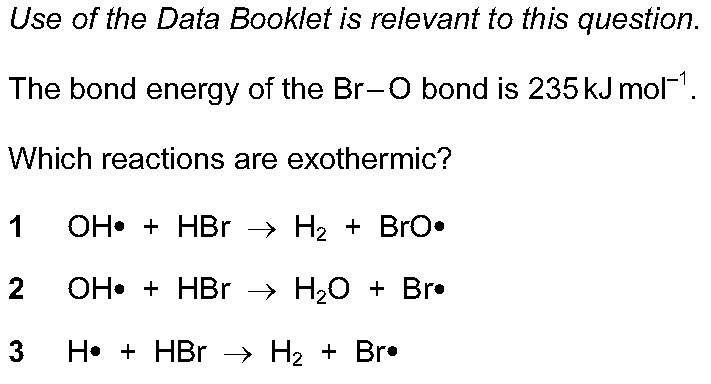 Use of the Data Booklet is relevant to this question.
The bond energy of the Br–O bond is 235 kJ mol⁻¹.
Which reactions are exothermic?
1 OH• + HBr → H₂ + BrO•
2 OH• + HBr → H₂O + Br•
3 H• + HBr → H₂ + Br•